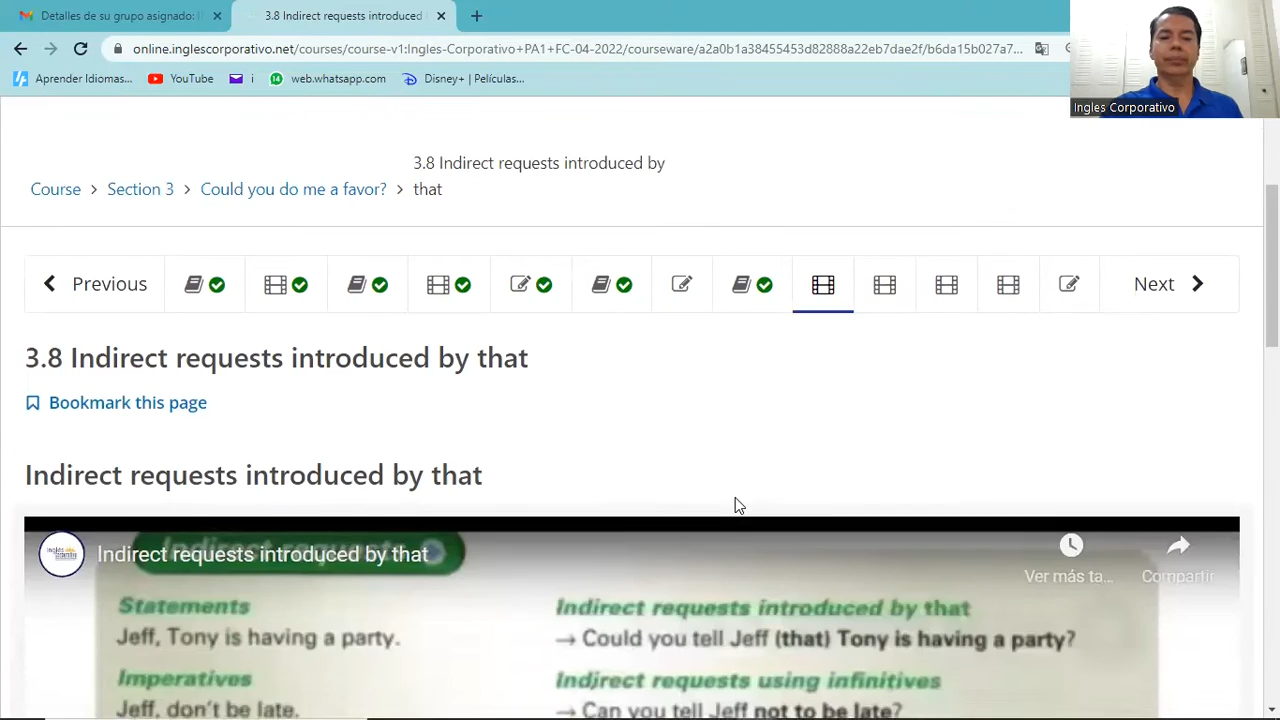 Detalles de su grupo asignado:
3.8 Indirect requests introduced
online.inglescorporativo.net/courses/course-v1:Ingles-Corporativo+PA1+FC-04-2022/courseware/
Aprender Idiomas...
YouTube
i
web.whatsapp.com
Disney+ | Películas...
Ingles Corporativo
3.8 Indirect requests introduced by
Course > Section 3 > Could you do me a favor? > that
Previous
Next
3.8 Indirect requests introduced by that
Bookmark this page
Indirect requests introduced by that
Indirect requests introduced by that
Ver más ta...
Compartir
Statements
Indirect requests introduced by that
Jeff, Tony is having a party.
→ Could you tell Jeff (that) Tony is having a party?
Imperatives
Indirect requests using infinitives
Jeff, don't be late.
→ Can you tell Jeff not to be late?